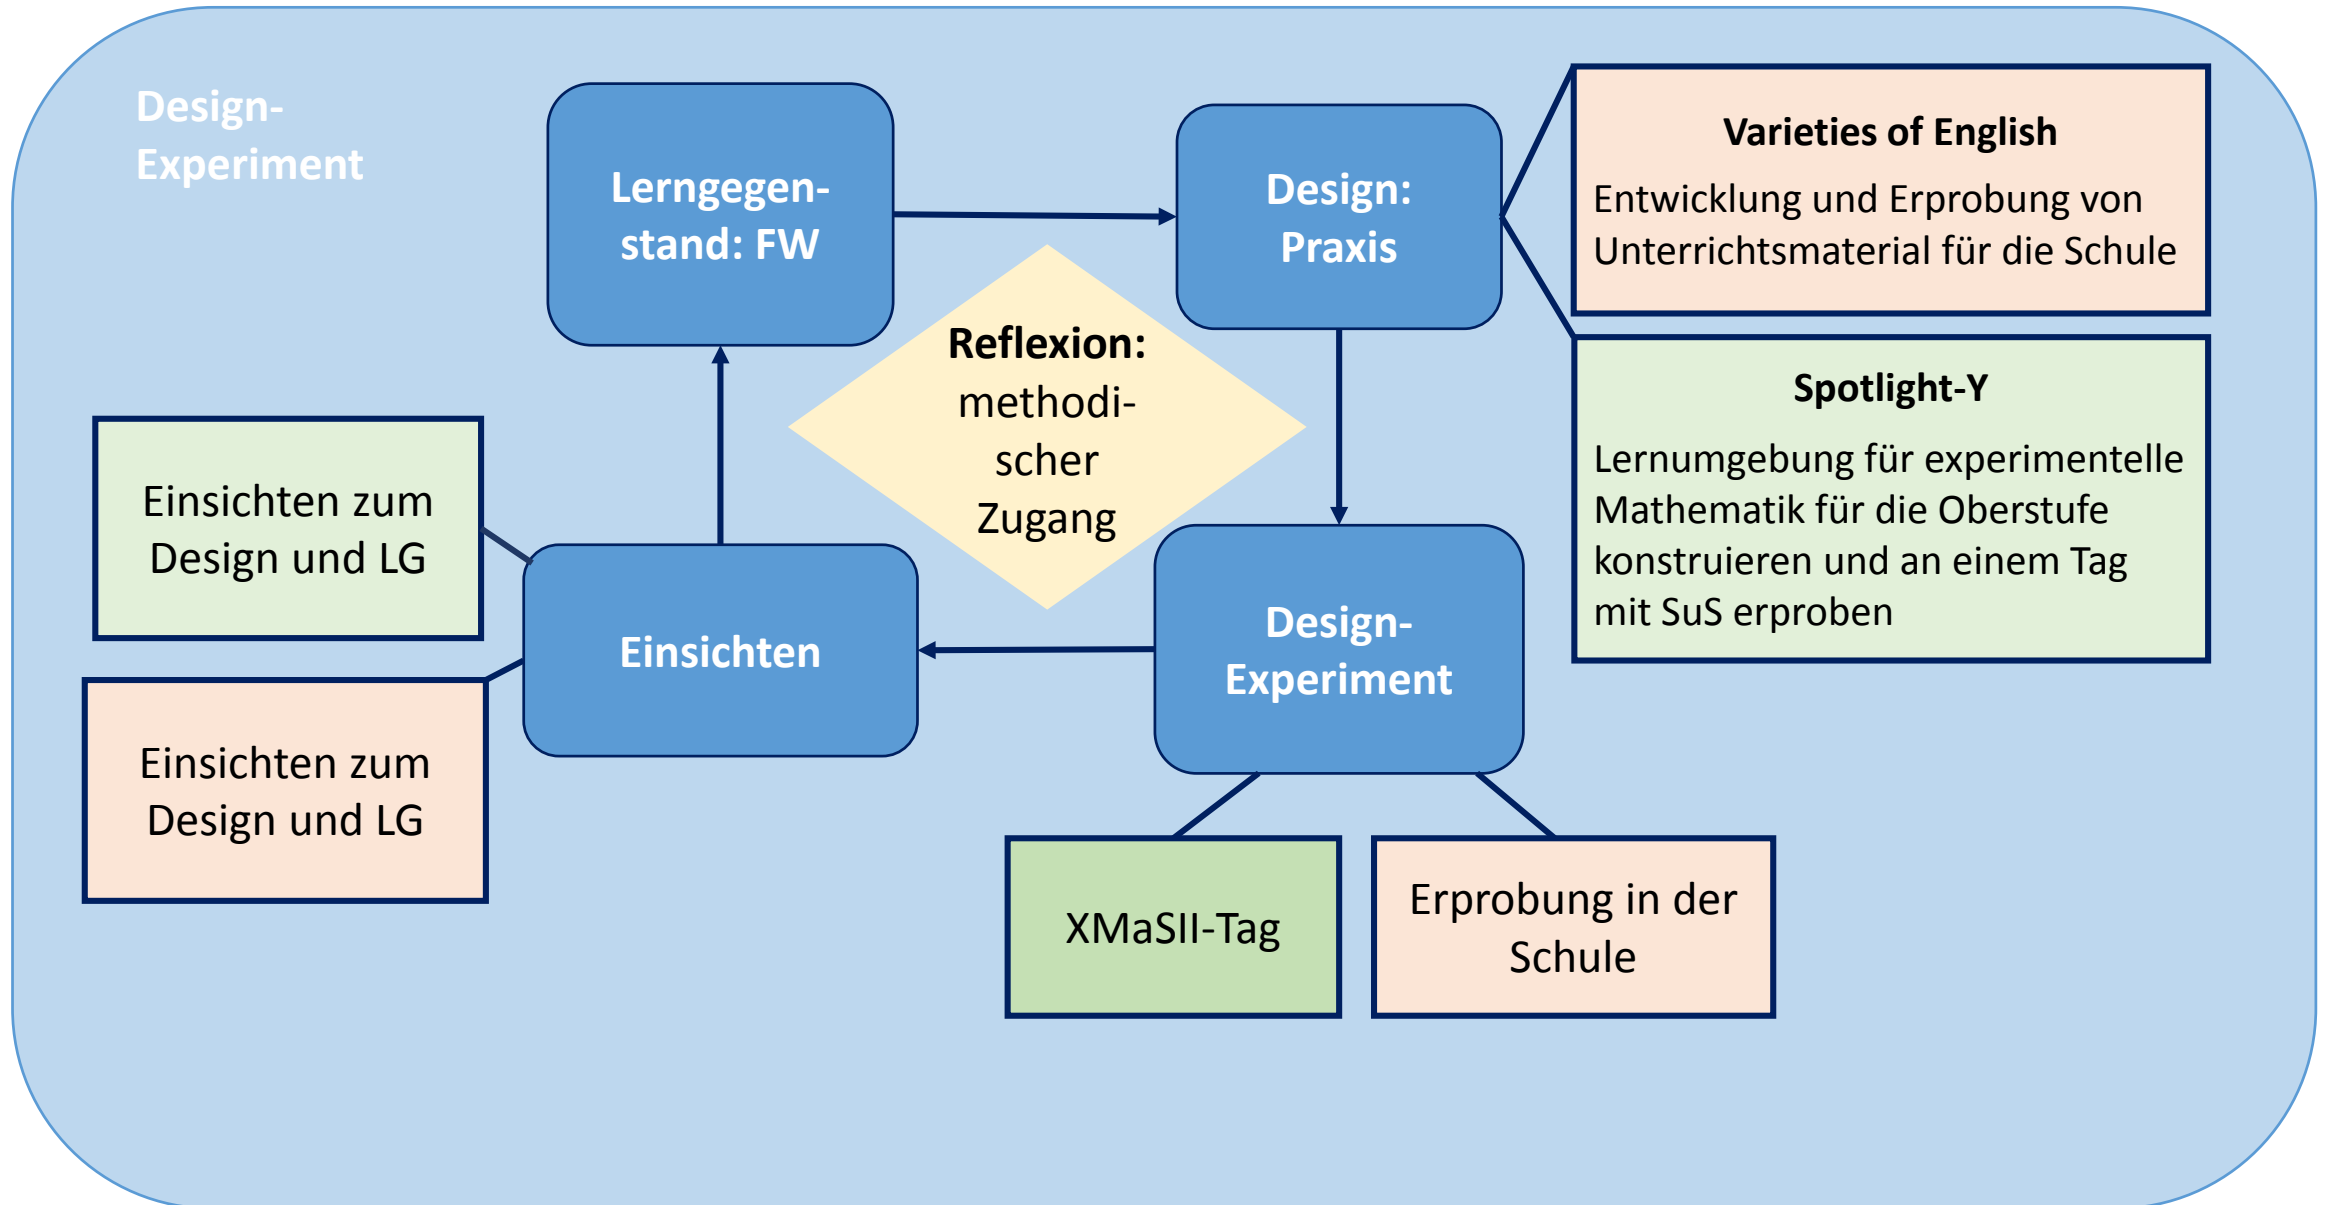 Design-
Experiment
Lerngegen-
stand: FW
Design:
Praxis
Varieties of English
Entwicklung und Erprobung von
Unterrichtsmaterial für die Schule
Reflexion:
methodi-
scher
Zugang
Spotlight-Y
Lernumgebung für experimentelle
Mathematik für die Oberstufe
konstruieren und an einem Tag
mit SuS erproben
Einsichten zum
Design und LG
Einsichten
Design-
Experiment
Einsichten zum
Design und LG
XMaSII-Tag
Erprobung in der
Schule